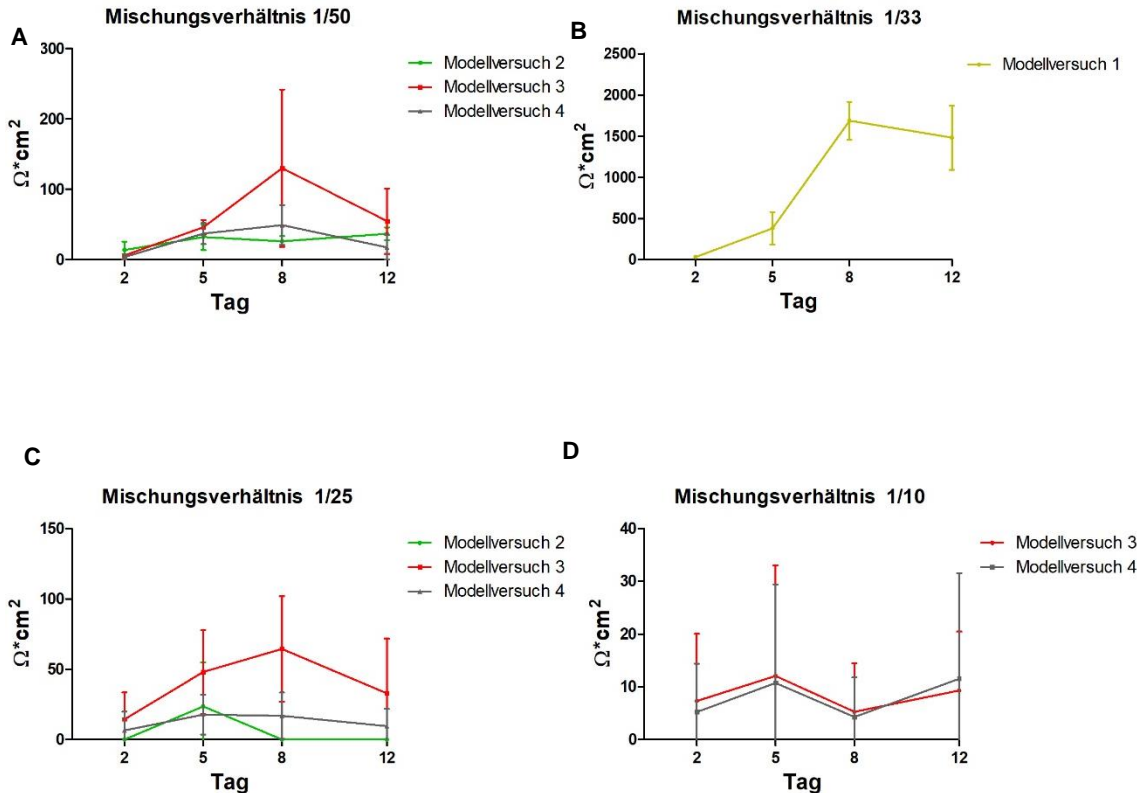 A
Mischungsverhältnis 1/50
300
200
100
0
Ω*cm²
2 5 8 12
Tag
Modellversuch 2
Modellversuch 3
Modellversuch 4
B
Mischungsverhältnis 1/33
2500
2000
1500
1000
500
0
Ω*cm²
2 5 8 12
Tag
Modellversuch 1
C
Mischungsverhältnis 1/25
150
100
50
0
Ω*cm²
2 5 8 12
Tag
Modellversuch 2
Modellversuch 3
Modellversuch 4
D
Mischungsverhältnis 1/10
40
30
20
10
0
Ω*cm²
2 5 8 12
Tag
Modellversuch 3
Modellversuch 4